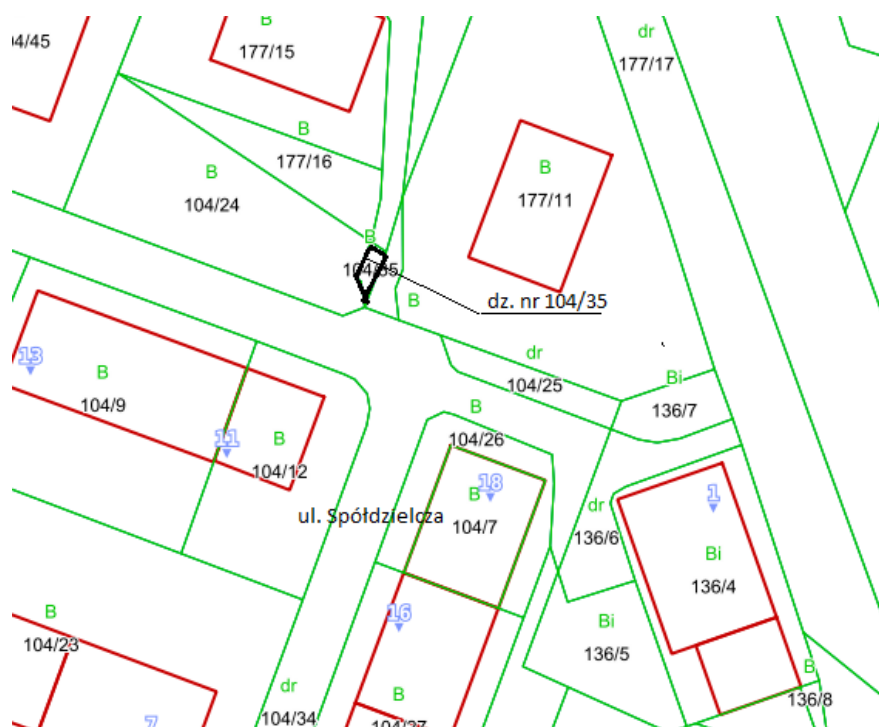 B
dr
04/45
177/15
177/17
B
177/16
B
104/24
B
177/11
B
104/35
B
dz. nr 104/35
13
B
104/9
dr
104/25
Bi
136/7
B
104/26
11
B
104/12
18
B
104/7
ul. Spółdzielcza
dr
136/6
1
Bi
136/4
B
104/23
16
Bi
136/5
B
136/8
dr
104/34
B
104/27
7